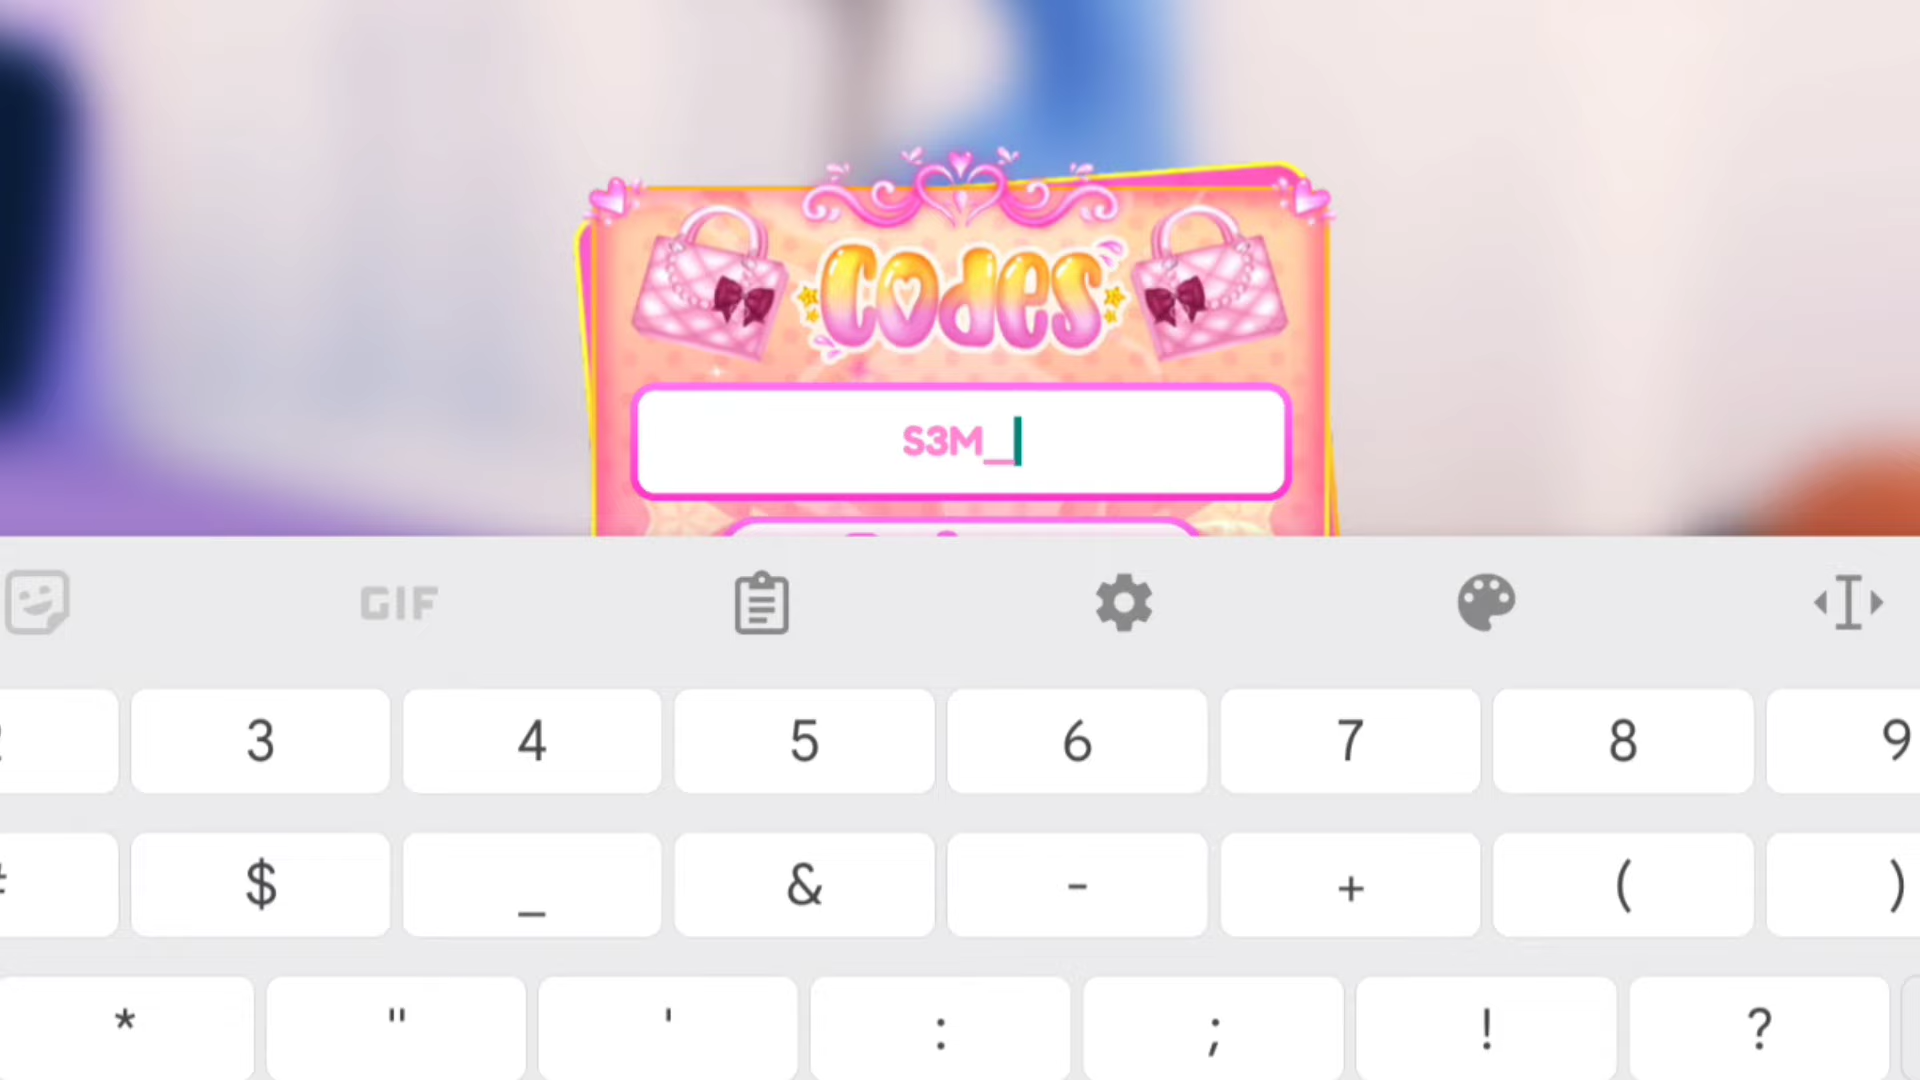 Codes
S3M_
GIF
3 4 5 6 7 8 9
$ _ & - + ( )
* " ' : ; ! ?